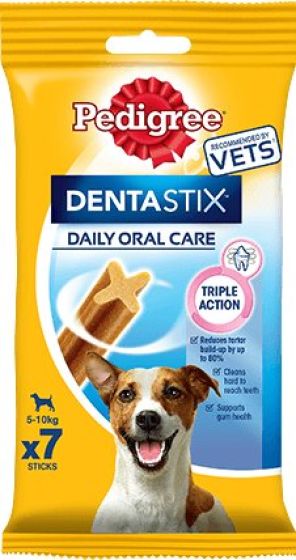 Pedigree
RECOMMENDED BY
VETS
DENTASTIX™
DAILY ORAL CARE
TRIPLE
ACTION
Reduces tartar
build-up by up
to 80%
Cleans
hard to
reach teeth
Supports
gum health
5-10kg
x7
STICKS